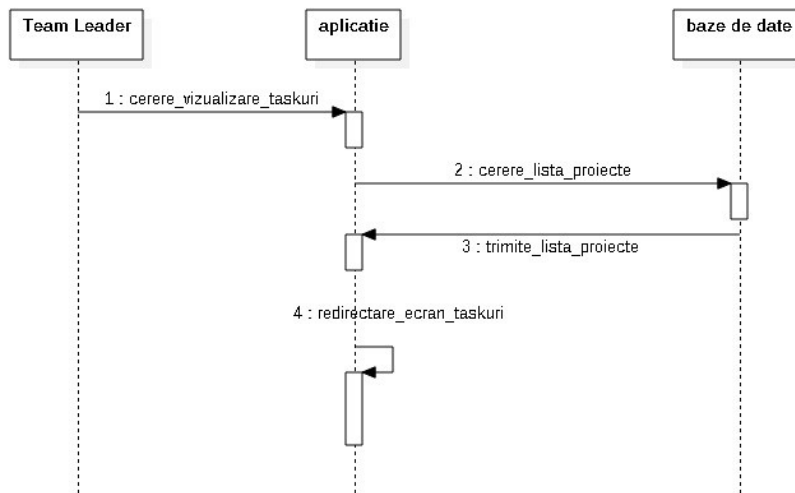 Team Leader
aplicatie
baze de date
1 : cerere_vizualizare_taskuri
2 : cerere_lista_proiecte
3 : trimite_lista_proiecte
4 : redirectare_ecran_taskuri